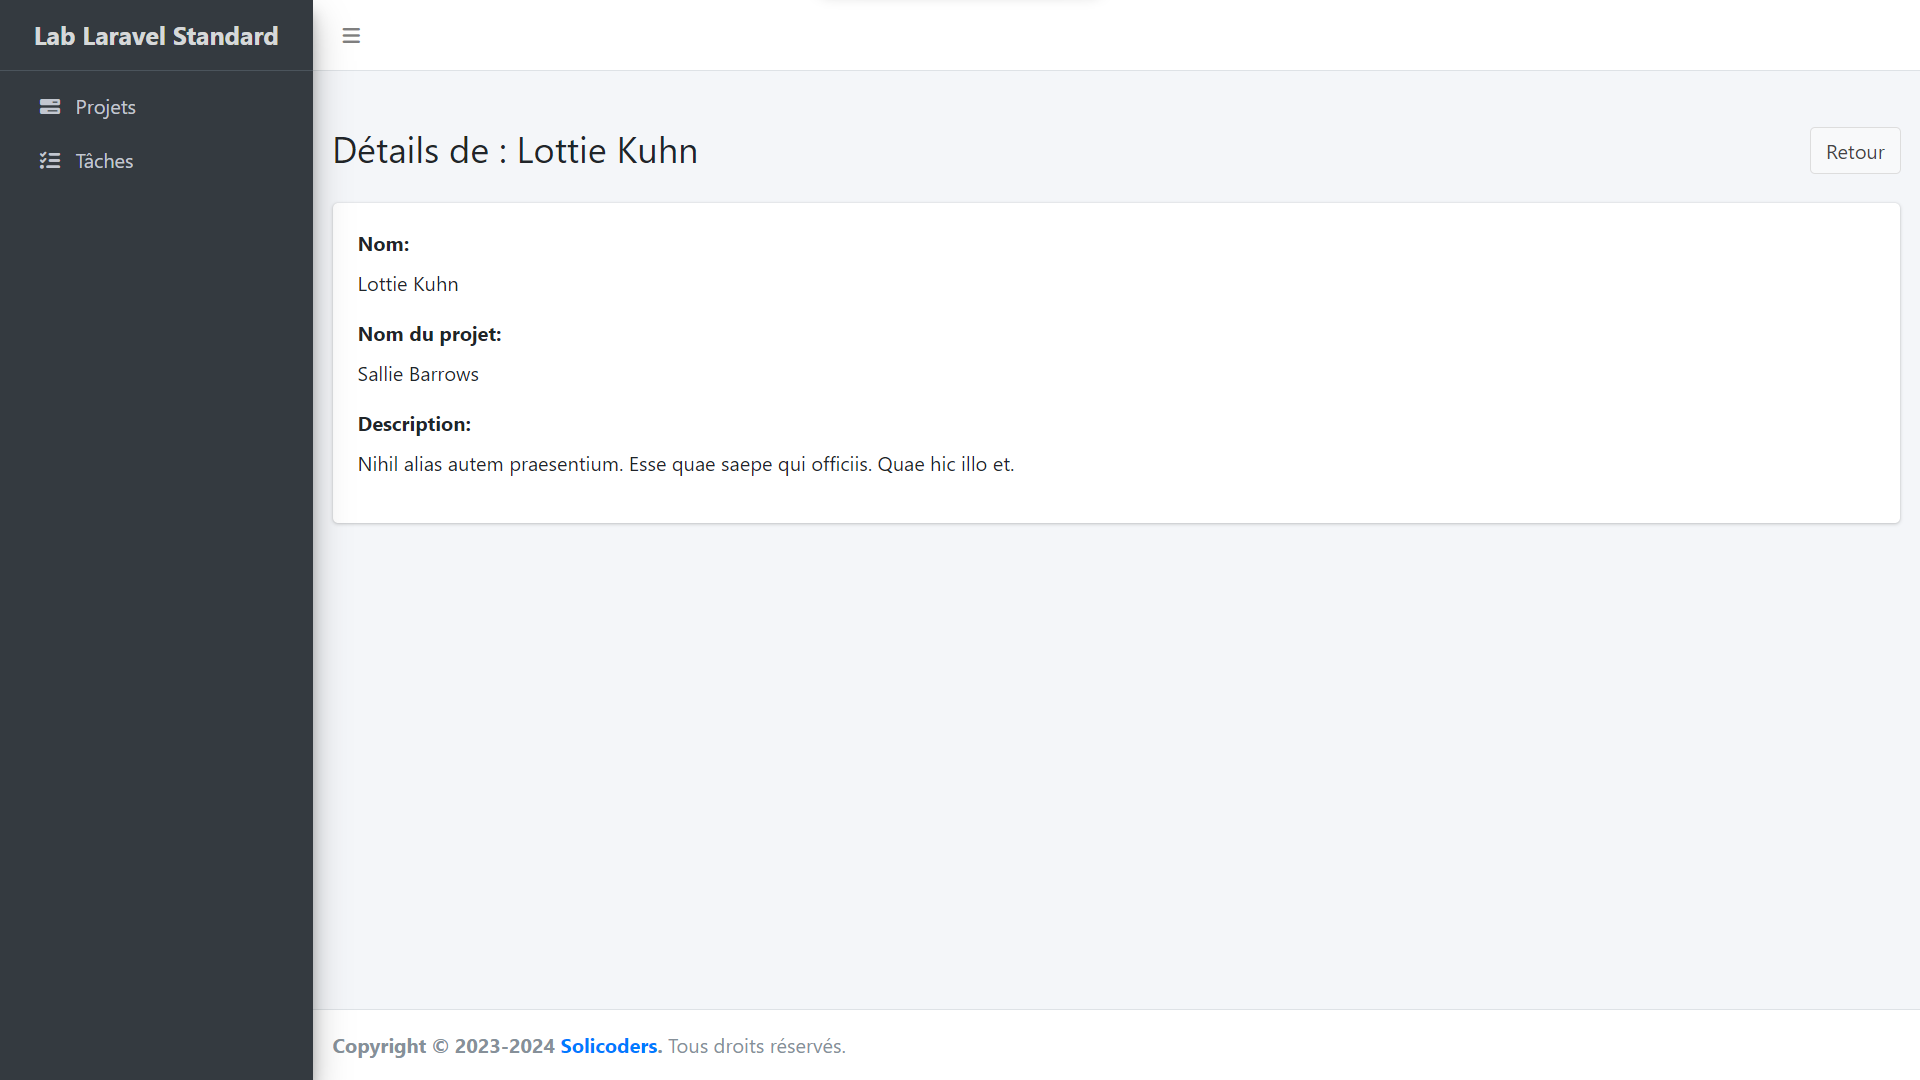 Lab Laravel Standard
Projets
Tâches
Détails de : Lottie Kuhn
Retour
Nom:
Lottie Kuhn
Nom du projet:
Sallie Barrows
Description:
Nihil alias autem praesentium. Esse quae saepe qui officiis. Quae hic illo et.
Copyright © 2023-2024 Solicoders. Tous droits réservés.